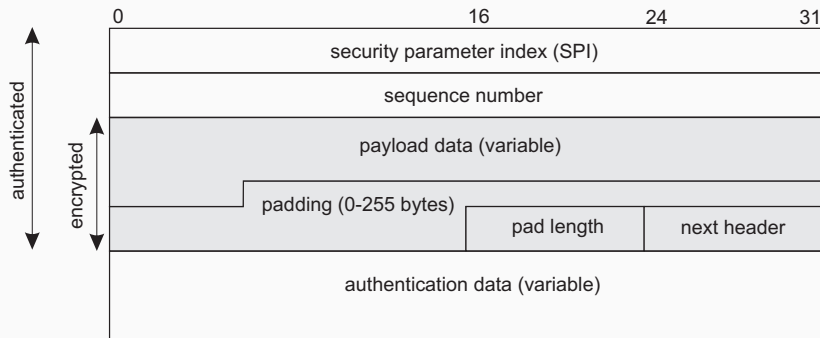 0 16 24 31
security parameter index (SPI)
sequence number
payload data (variable)
padding (0-255 bytes)
pad length next header
authentication data (variable)
authenticated
encrypted